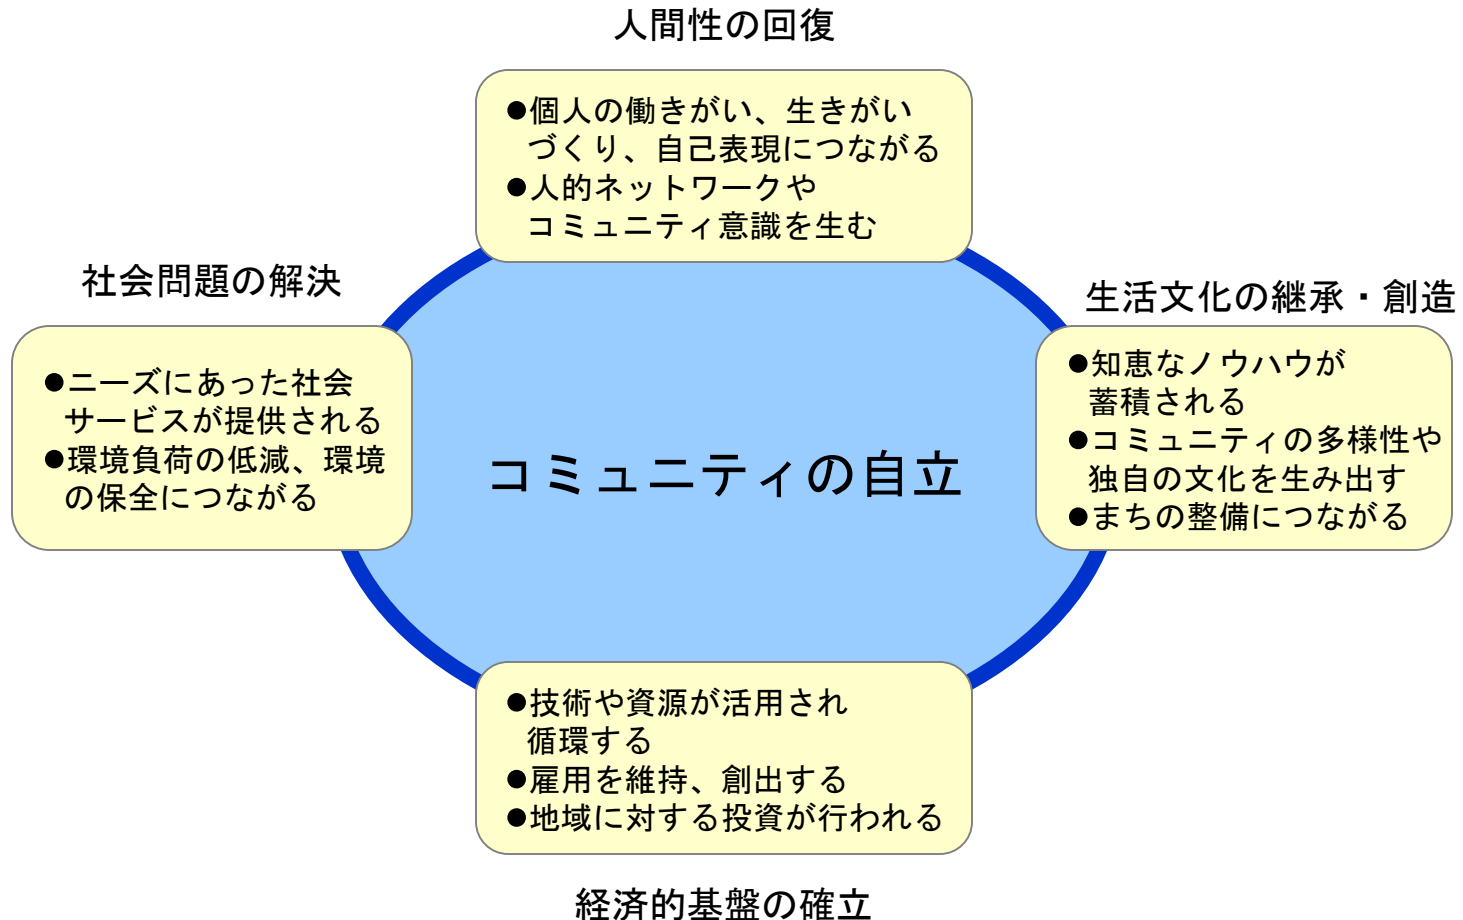 人間性の回復
●個人の働きがい、生きがい
づくり、自己表現につながる
●人的ネットワークや
コミュニティ意識を生む
社会問題の解決
●ニーズにあった社会
サービスが提供される
●環境負荷の低減、環境
の保全につながる
コミュニティの自立
生活文化の継承・創造
●知恵なノウハウが
蓄積される
●コミュニティの多様性や
独自の文化を生み出す
●まちの整備につながる
●技術や資源が活用され
循環する
●雇用を維持、創出する
●地域に対する投資が行われる
経済的基盤の確立